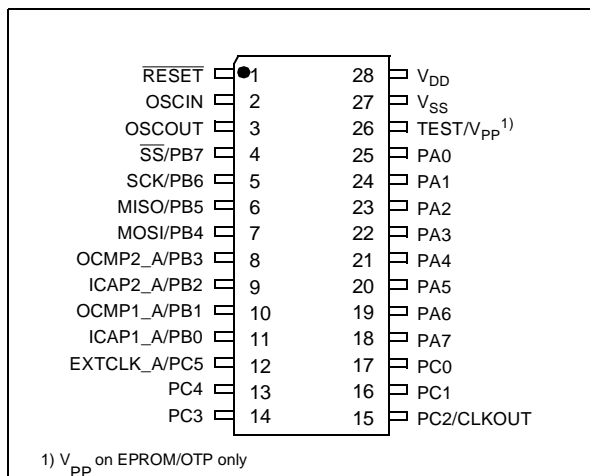 RESET 1 28 VDD
OSCIN 2 27 VSS
OSCOUT 3 26 TEST/VPP1)
SS/PB7 4 25 PA0
SCK/PB6 5 24 PA1
MISO/PB5 6 23 PA2
MOSI/PB4 7 22 PA3
OCMP2_A/PB3 8 21 PA4
ICAP2_A/PB2 9 20 PA5
OCMP1_A/PB1 10 19 PA6
ICAP1_A/PB0 11 18 PA7
EXTCLK_A/PC5 12 17 PC0
PC4 13 16 PC1
PC3 14 15 PC2/CLKOUT
1) VPP on EPROM/OTP only